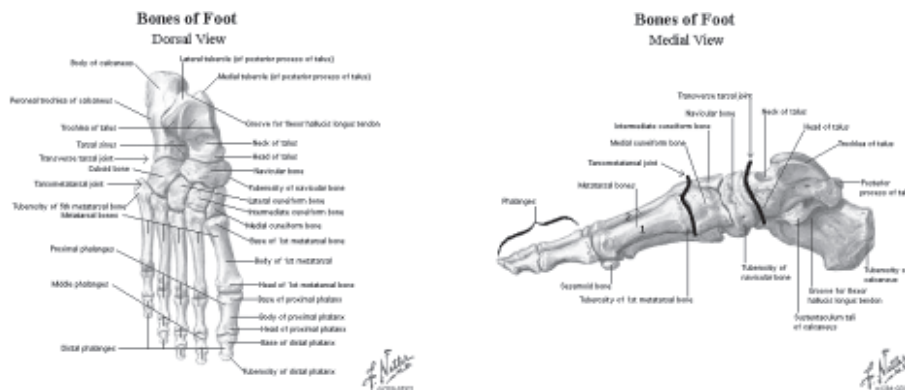 Bones of Foot
Dorsal View
Body of calcaneus
Lateral tubercle (of posterior process of talus)
Medial tubercle (of posterior process of talus)
Peroneal trochlea of calcaneus
Groove for flexor hallucis longus tendon
Trochlea of talus
Tarsal sinus
Neck of talus
Transverse tarsal joint
Head of talus
Cuboid bone
Navicular bone
Tarsometatarsal joint
Tuberosity of navicular bone
Lateral cuneiform bone
Tuberosity of 5th metatarsal bone
Intermediate cuneiform bone
Metatarsal bones
Medial cuneiform bone
Base of 1st metatarsal bone
Proximal phalanges
Body of 1st metatarsal
Middle phalanges
Head of 1st metatarsal bone
Base of proximal phalanx
Body of proximal phalanx
Head of proximal phalanx
Distal phalanges
Base of distal phalanx
Tuberosity of distal phalanx
F. Netter
Bones of Foot
Medial View
Transverse tarsal joint
Navicular bone
Neck of talus
Intermediate cuneiform bone
Head of talus
Medial cuneiform bone
Trochlea of talus
Tarsometatarsal joint
Metatarsal bones
Posterior
process of tal
Phalanges
1
Tuberosity of
calcaneus
Sesamoid bone
Tuberosity of
navicular bone
Tuberosity of 1st metatarsal bone
Groove for flexor
hallucis longus tendon
Sustentaculum tali
of calcaneus
F. Netter